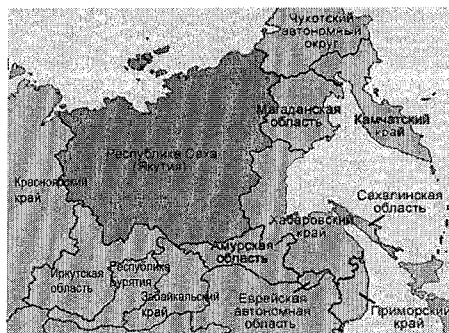 Чукотский
автономный
округ
Магаданская
область
Камчатский
край
Республика Саха
(Якутия)
Красноярский
край
Сахалинская
область
Хабаровский
край
Амурская
область
Иркутская
область
Республика
Бурятия
Забайкальский
край
Еврейская
автономная
область
Приморский
край